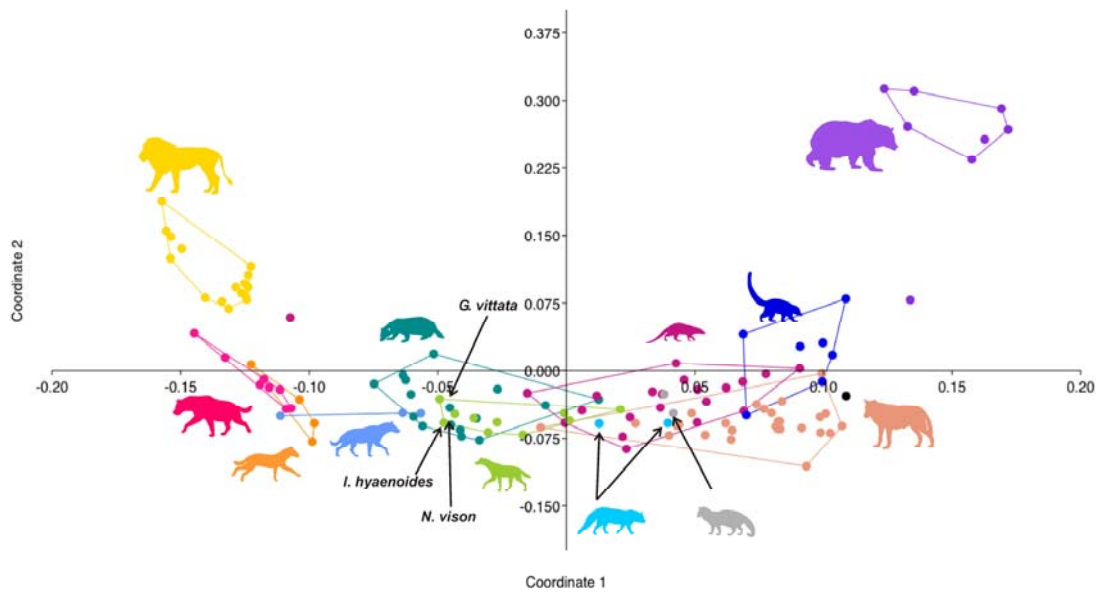 0.375
0.300
0.225
0.150
Coordinate 2
0.075
G. vittata
0.000
-0.20 -0.15 -0.10 -0.05 0.05 0.10 0.15 0.20
-0.075
I. hyaenoides
N. vison
-0.150
Coordinate 1